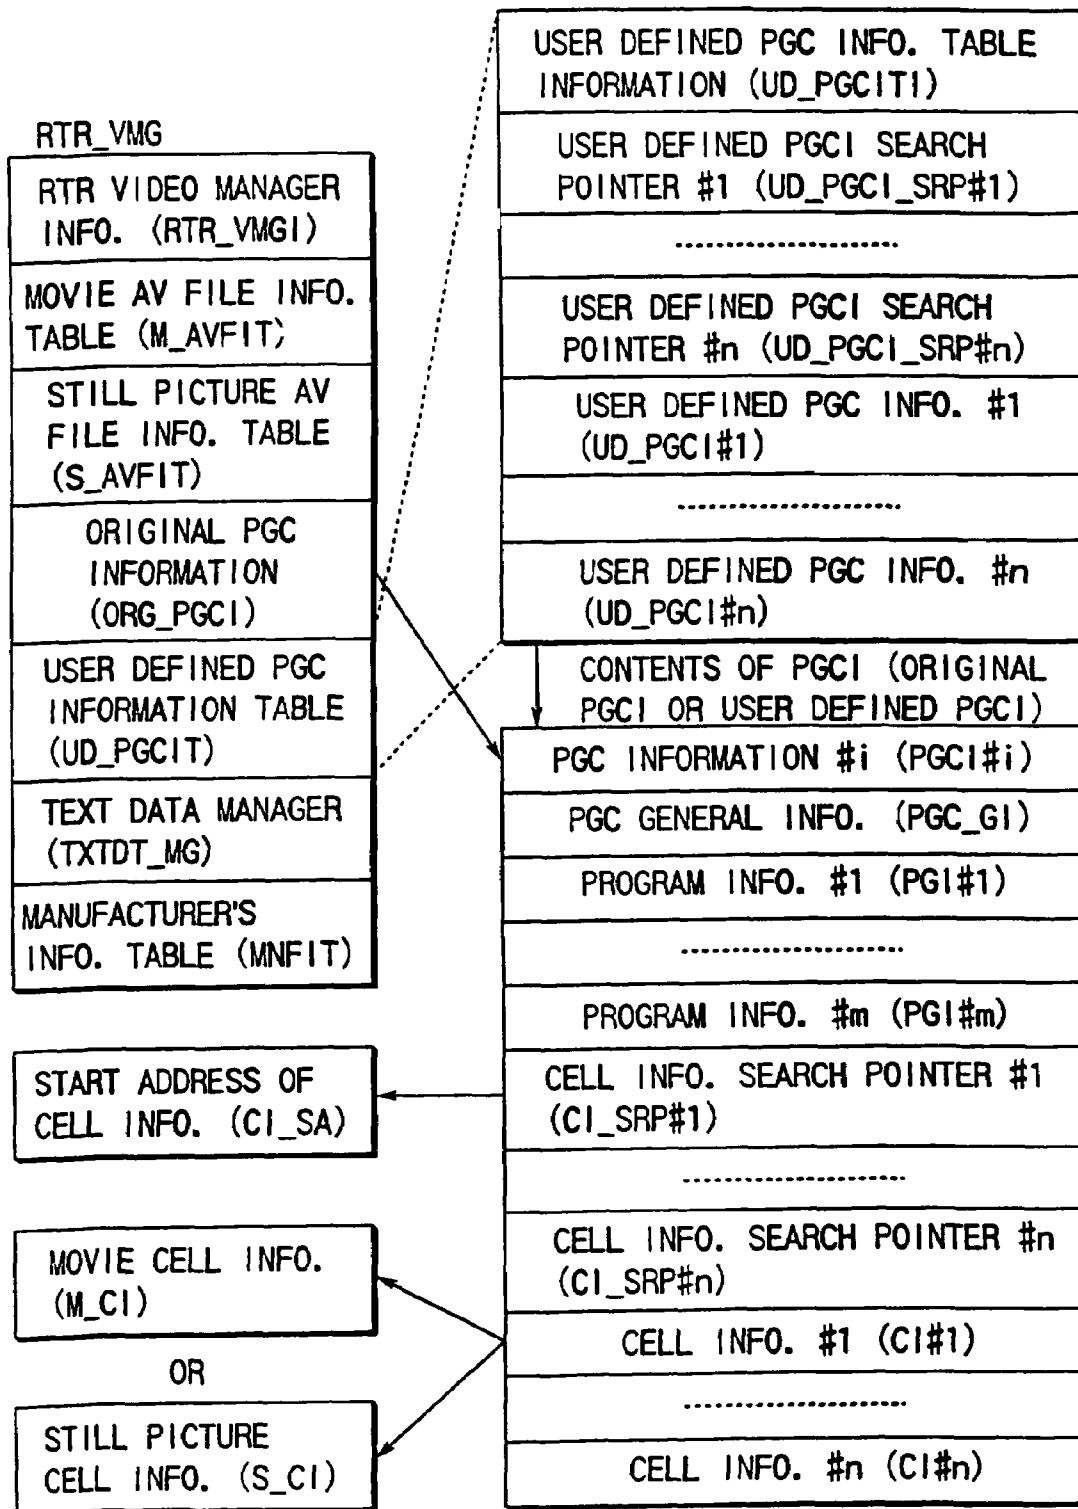 RTR_VMG
RTR VIDEO MANAGER
INFO. (RTR_VMGI)
MOVIE AV FILE INFO.
TABLE (M_AVFIT)
STILL PICTURE AV
FILE INFO. TABLE
(S_AVFIT)
ORIGINAL PGC
INFORMATION
(ORG_PGCI)
USER DEFINED PGC
INFORMATION TABLE
(UD_PGCIT)
TEXT DATA MANAGER
(TXTDT_MG)
MANUFACTURER'S
INFO. TABLE (MNFIT)
START ADDRESS OF
CELL INFO. (CI_SA)
MOVIE CELL INFO.
(M_CI)
OR
STILL PICTURE
CELL INFO. (S_CI)
USER DEFINED PGC INFO. TABLE
INFORMATION (UD_PGCITI)
USER DEFINED PGCI SEARCH
POINTER #1 (UD_PGCI_SRP#1)
USER DEFINED PGCI SEARCH
POINTER #n (UD_PGCI_SRP#n)
USER DEFINED PGC INFO. #1
(UD_PGCI#1)
USER DEFINED PGC INFO. #n
(UD_PGCI#n)
CONTENTS OF PGCI (ORIGINAL
PGCI OR USER DEFINED PGCI)
PGC INFORMATION #i (PGCI#i)
PGC GENERAL INFO. (PGC_GI)
PROGRAM INFO. #1 (PGI#1)
PROGRAM INFO. #m (PGI#m)
CELL INFO. SEARCH POINTER #1
(CI_SRP#1)
CELL INFO. SEARCH POINTER #n
(CI_SRP#n)
CELL INFO. #1 (CI#1)
CELL INFO. #n (CI#n)